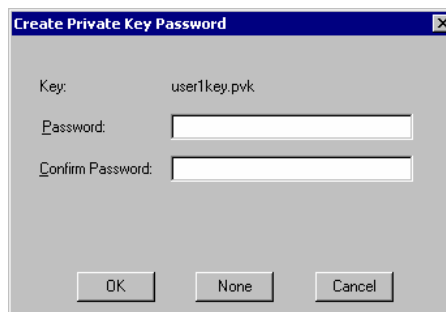 Create Private Key Password
Key: user1key.pvk
Password:
Confirm Password:
OK None Cancel